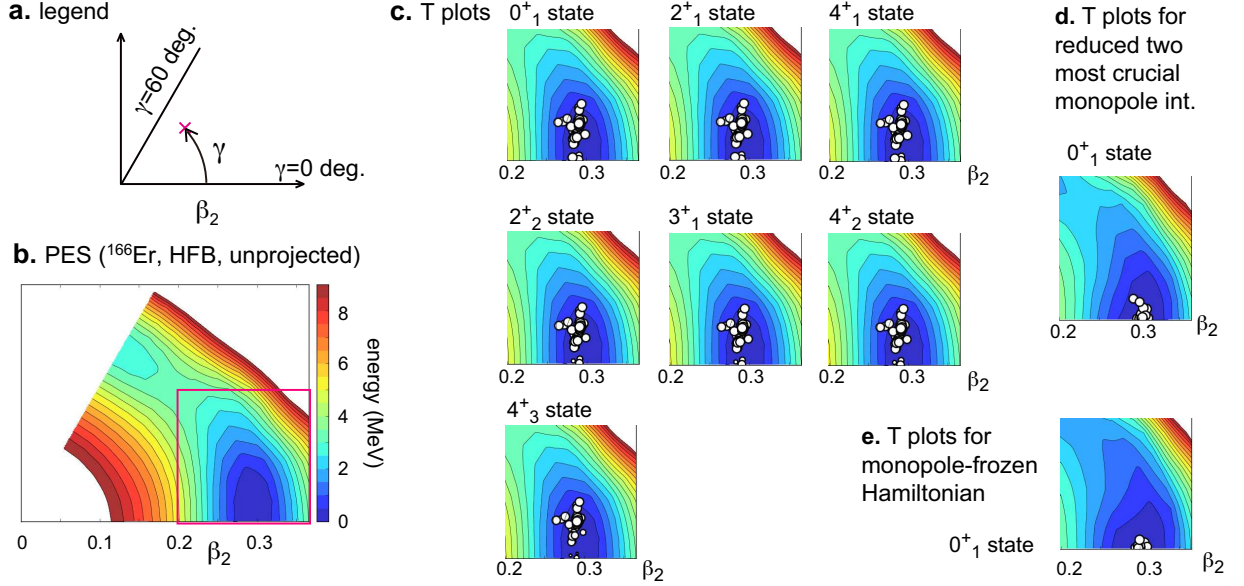 a. legend
γ=60 deg.
γ
γ=0 deg.
β₂
b. PES (¹⁶⁶Er, HFB, unprojected)
8
6
4
2
0
energy (MeV)
0 0.1 0.2 0.3
β₂
c. T plots
0⁺₁ state 2⁺₁ state 4⁺₁ state
0.2 0.3 0.2 0.3 0.2 0.3 β₂
2⁺₂ state 3⁺₁ state 4⁺₂ state
0.2 0.3 0.2 0.3 0.2 0.3 β₂
4⁺₃ state
0.2 0.3 β₂
d. T plots for
reduced two
most crucial
monopole int.
0⁺₁ state
0.2 0.3 β₂
e. T plots for
monopole-frozen
Hamiltonian
0⁺₁ state
0.2 0.3 β₂